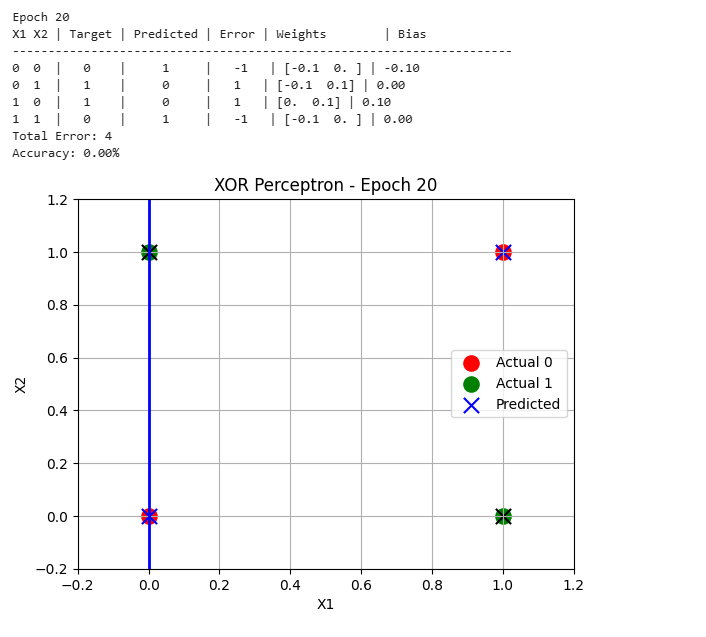 Epoch 20
X1 X2 | Target | Predicted | Error | Weights        | Bias
----------------------------------------------------------------------
0  0  |   0    |     1     |   -1   | [-0.1  0. ] | -0.10
0  1  |   1    |     0     |   1   | [-0.1  0.1] | 0.00
1  0  |   1    |     0     |   1   | [0.  0.1] | 0.10
1  1  |   0    |     1     |   -1   | [-0.1  0. ] | 0.00
Total Error: 4
Accuracy: 0.00%
XOR Perceptron - Epoch 20
1.2
1.0
0.8
0.6
0.4
0.2
0.0
−0.2
X2
Actual 0
Actual 1
Predicted
−0.2 0.0 0.2 0.4 0.6 0.8 1.0 1.2
X1